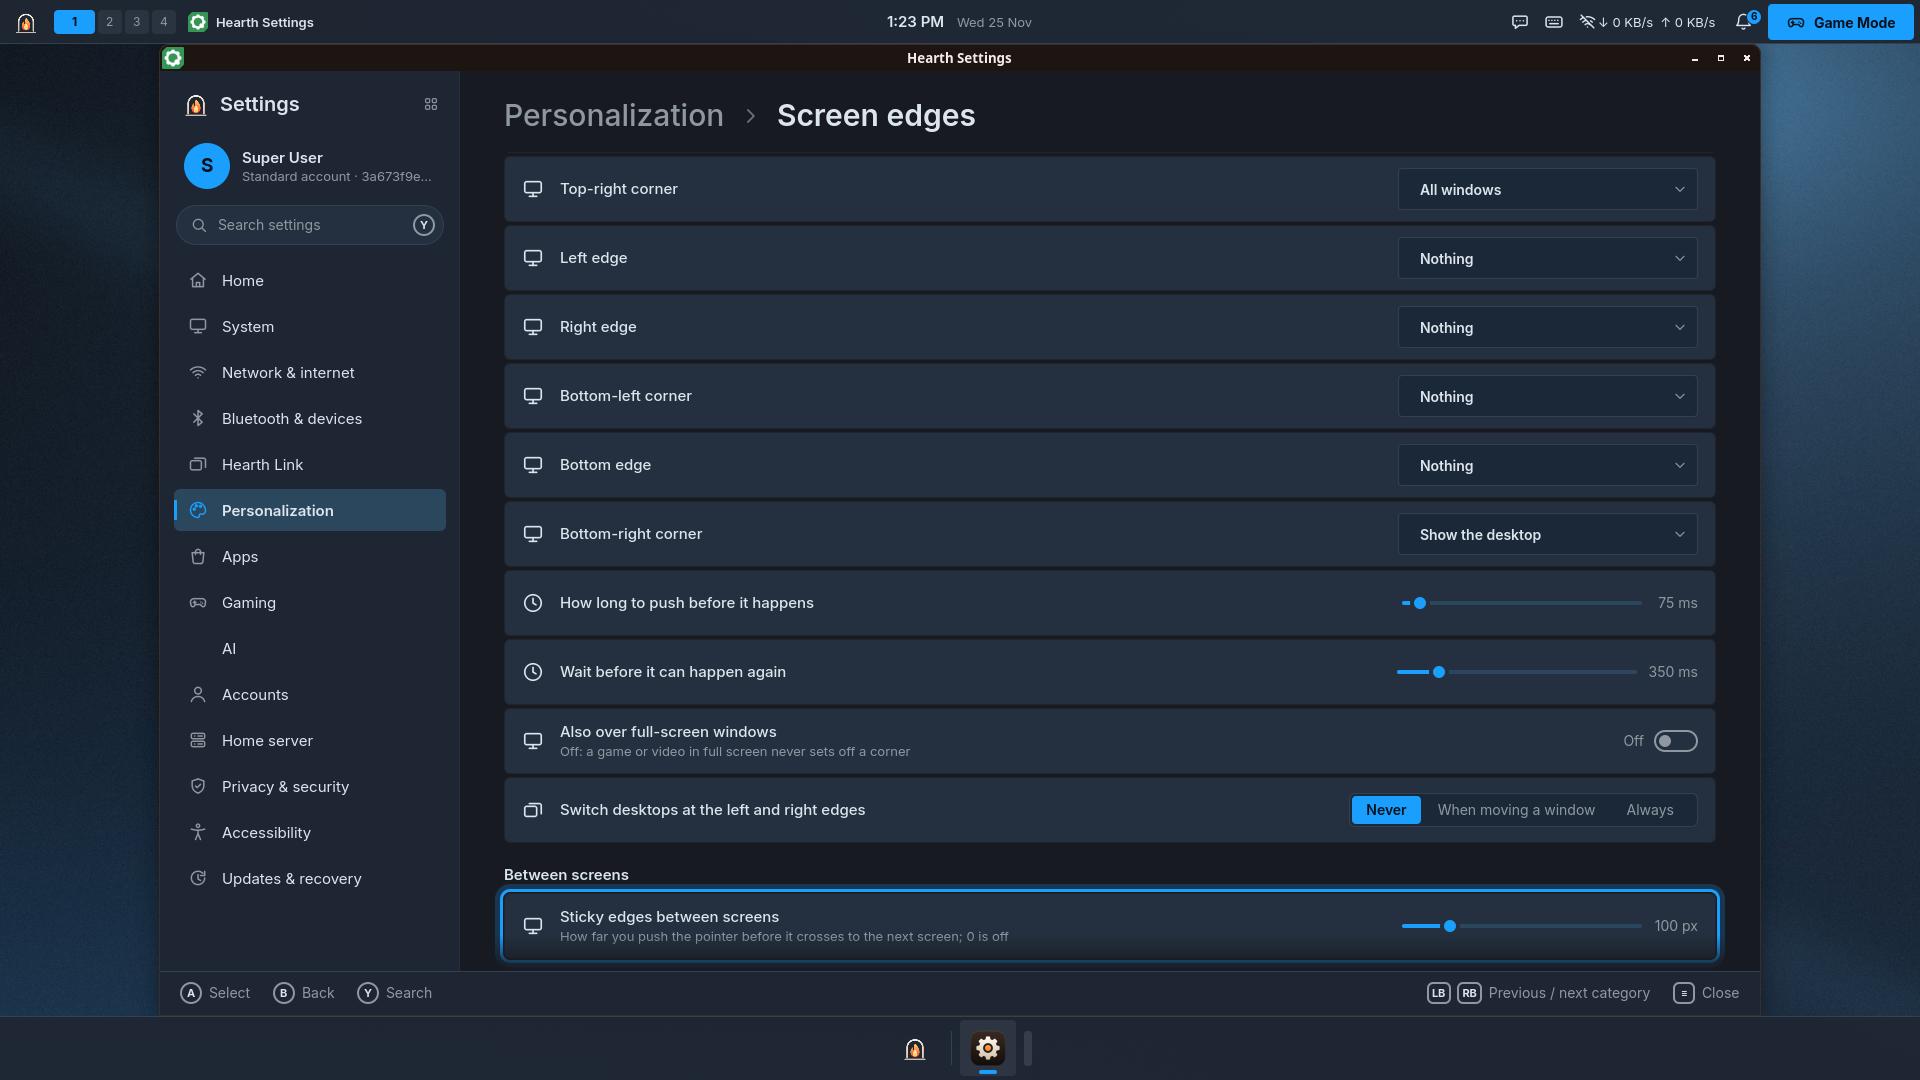 1 2 3 4 Hearth Settings
1:23 PM Wed 25 Nov
↓ 0 KB/s ↑ 0 KB/s
6
Game Mode
Hearth Settings
Settings
S
Super User
Standard account · 3a673f9e...
Search settings Y
Home
System
Network & internet
Bluetooth & devices
Hearth Link
Personalization
Apps
Gaming
AI
Accounts
Home server
Privacy & security
Accessibility
Updates & recovery
Personalization > Screen edges
Top-right corner All windows
Left edge Nothing
Right edge Nothing
Bottom-left corner Nothing
Bottom edge Nothing
Bottom-right corner Show the desktop
How long to push before it happens 75 ms
Wait before it can happen again 350 ms
Also over full-screen windows
Off: a game or video in full screen never sets off a corner
Off
Switch desktops at the left and right edges Never When moving a window Always
Between screens
Sticky edges between screens
How far you push the pointer before it crosses to the next screen; 0 is off
100 px
A Select B Back Y Search
LB RB Previous / next category ≡ Close